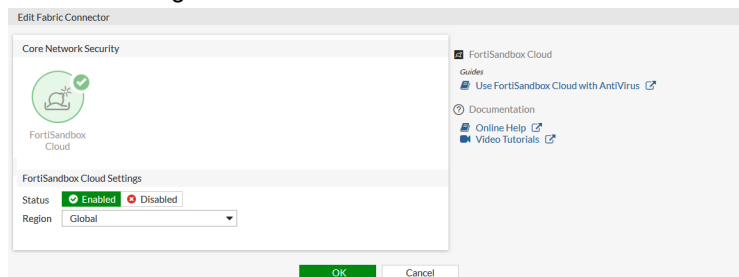 Edit Fabric Connector
Core Network Security
FortiSandbox
Cloud
FortiSandbox Cloud Settings
Status Enabled Disabled
Region Global
FortiSandbox Cloud
Guides
Use FortiSandbox Cloud with AntiVirus
Documentation
Online Help
Video Tutorials
OK Cancel